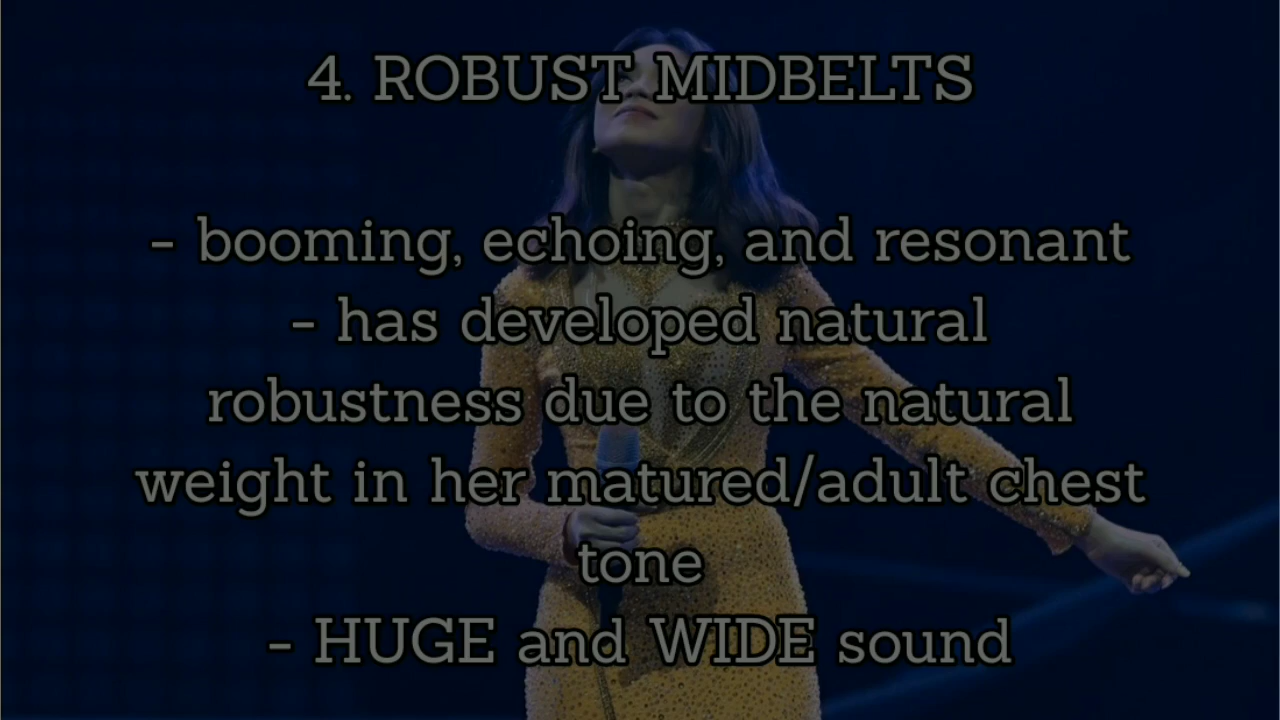 4. ROBUST MIDBELTS
- booming, echoing, and resonant
- has developed natural
robustness due to the natural
weight in her matured/adult chest
tone
- HUGE and WIDE sound